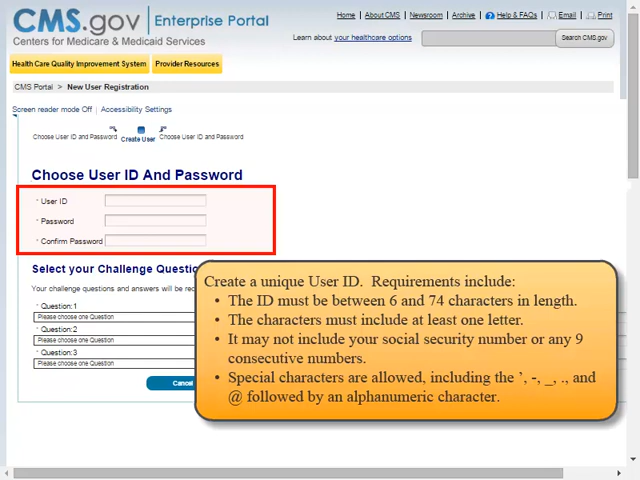 CMS.gov Enterprise Portal
Centers for Medicare & Medicaid Services
Home | About CMS | Newsroom | Archive | Help & FAQs | Email | Print
Learn about your healthcare options
Search CMS.gov
Health Care Quality Improvement System Provider Resources
CMS Portal > New User Registration
Screen reader mode Off | Accessibility Settings
Choose User ID and Password Create User Choose User ID and Password
Choose User ID And Password
* User ID
* Password
* Confirm Password
Select your Challenge
Your challenge questions and answers will be
* Question:1
Please choose one Question
* Question:2
Please choose one Question
* Question:3
Please choose one Question
Cancel
Create a unique User ID. Requirements include:
• The ID must be between 6 and 74 characters in length.
• The characters must include at least one letter.
• It may not include your social security number or any 9
consecutive numbers.
• Special characters are allowed, including the ’, -, _, ., and
@ followed by an alphanumeric character.